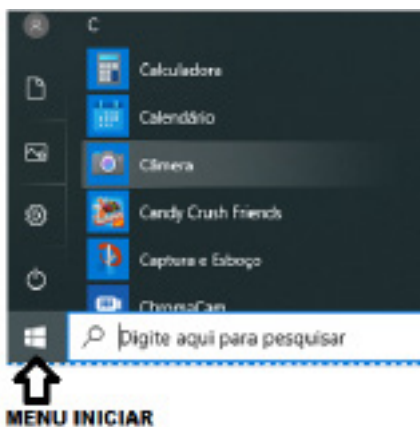 C
Calculadora
Calendário
Câmera
Candy Crush Friends
Captura e Esboço
ChromaCam
Digite aqui para pesquisar
MENU INICIAR